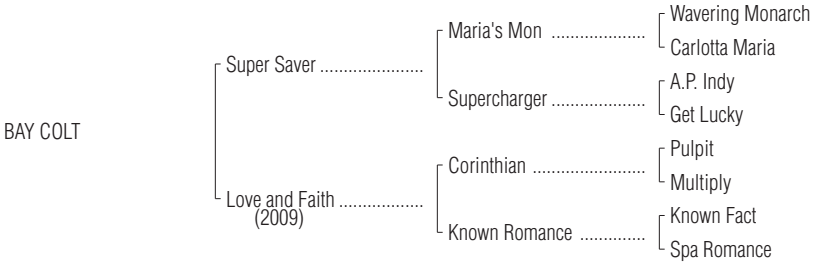 Wavering Monarch
Maria's Mon ....................
Carlotta Maria
Super Saver ......................
A.P. Indy
Supercharger ....................
Get Lucky
BAY COLT
Pulpit
Corinthian ........................
Multiply
Love and Faith ..................
(2009)
Known Fact
Known Romance ..............
Spa Romance